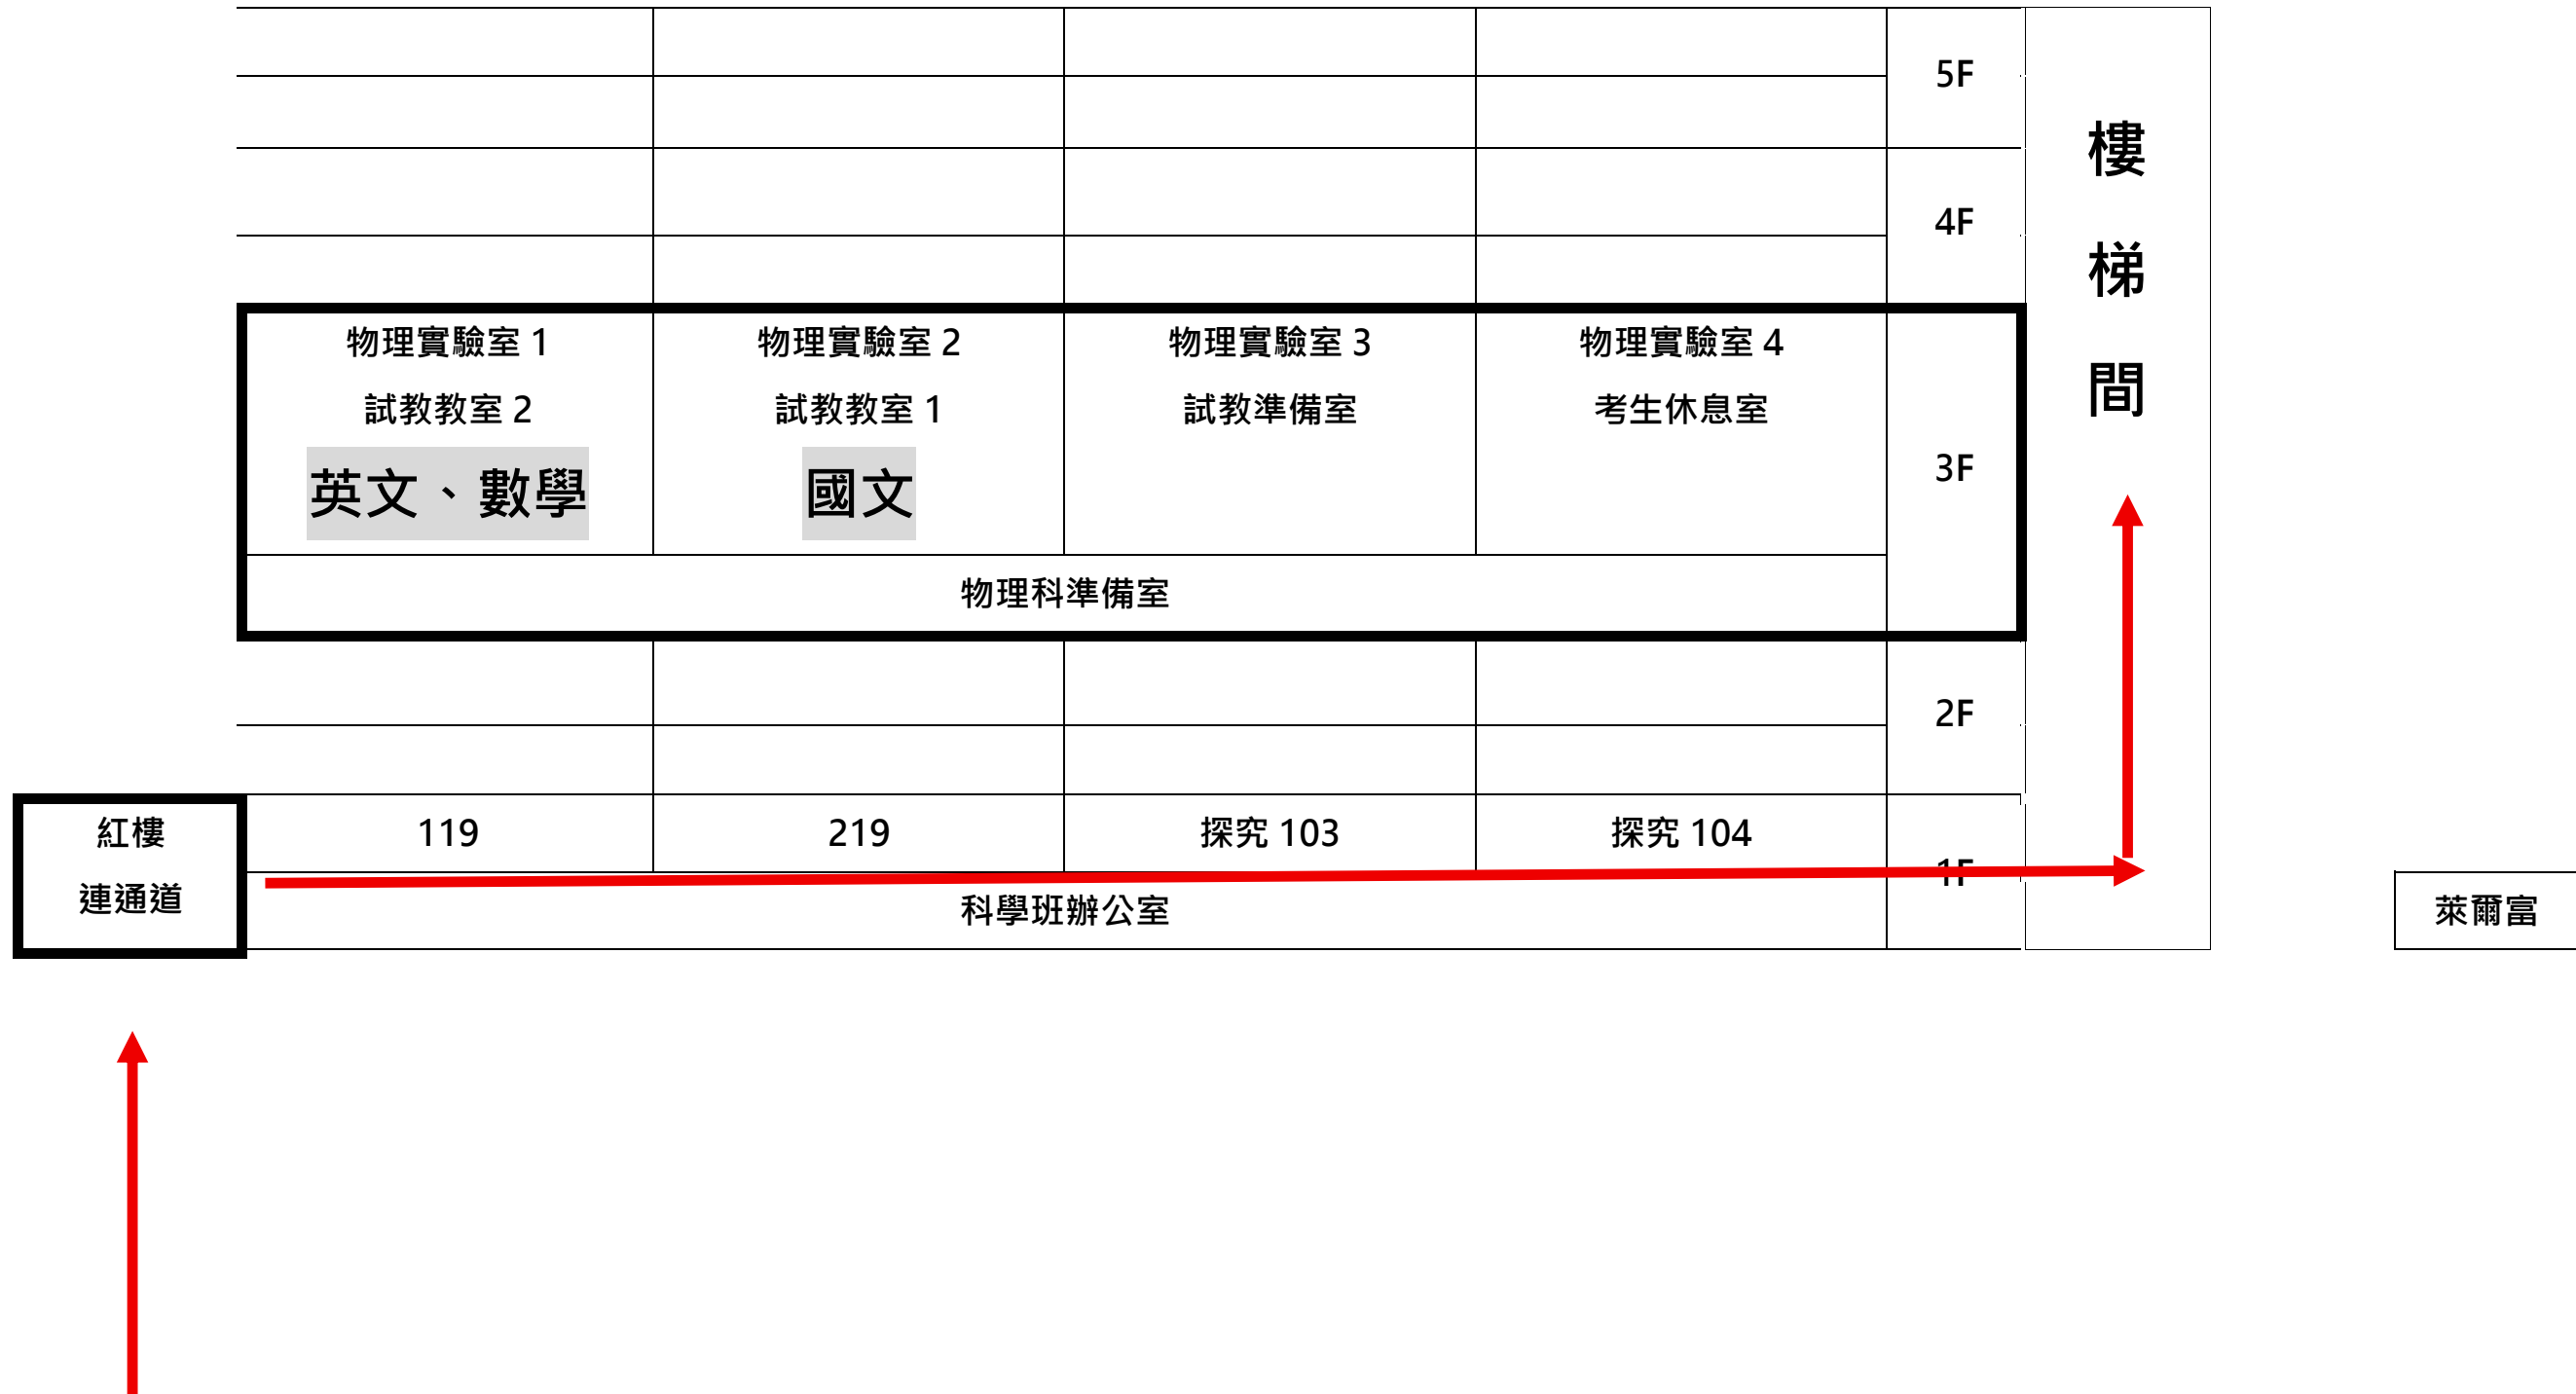 5F
4F
樓
梯
間
物理實驗室 1
試教教室 2
英文、數學
物理實驗室 2
試教教室 1
國文
物理實驗室 3
試教準備室
物理實驗室 4
考生休息室
3F
物理科準備室
2F
紅樓
連通道
119
219
探究 103
探究 104
1F
科學班辦公室
萊爾富